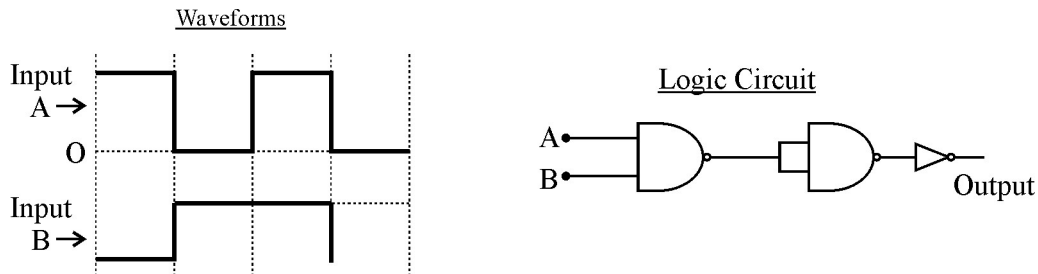 Waveforms
Input
A
O
Input
B
Logic Circuit
A
B
Output